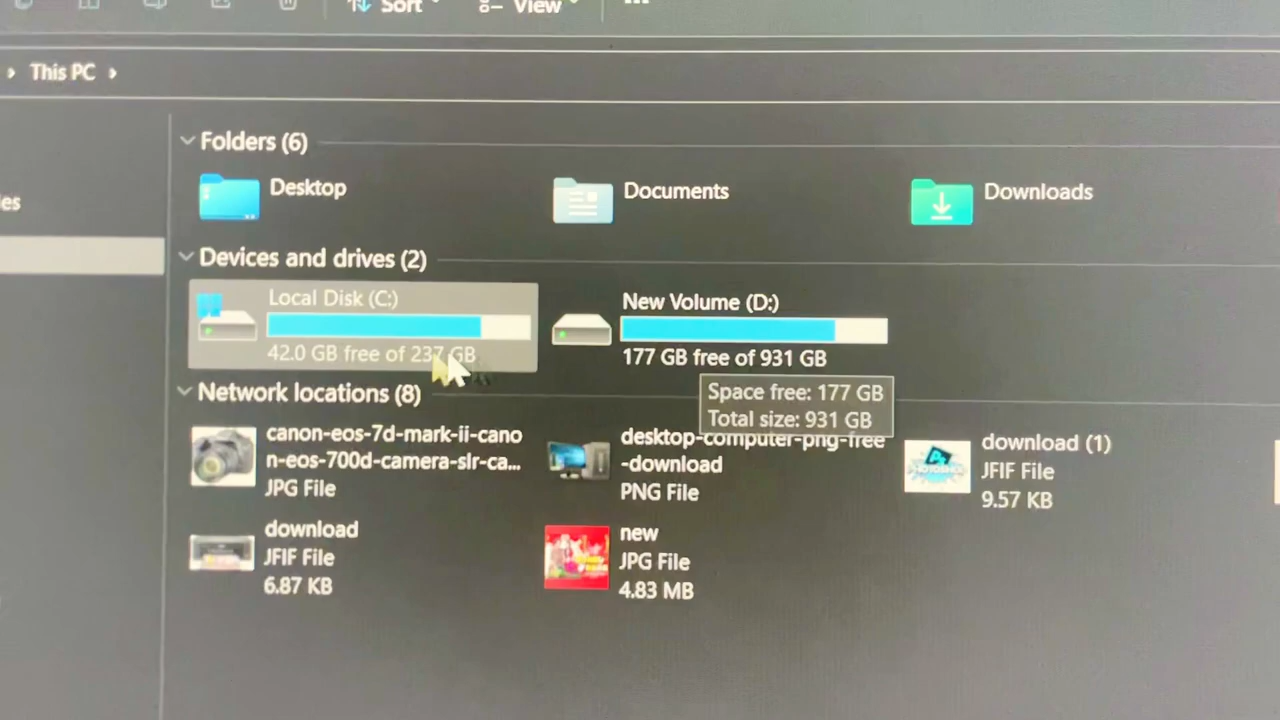 Sort
View
This PC
Folders (6)
Desktop
Documents
Downloads
Devices and drives (2)
Local Disk (C:)
42.0 GB free of 237 GB
New Volume (D:)
177 GB free of 931 GB
Space free: 177 GB
Total size: 931 GB
Network locations (8)
canon-eos-7d-mark-ii-cano
n-eos-700d-camera-slr-ca...
JPG File
desktop-computer-png-free
-download
PNG File
download (1)
JFIF File
9.57 KB
download
JFIF File
6.87 KB
new
JPG File
4.83 MB